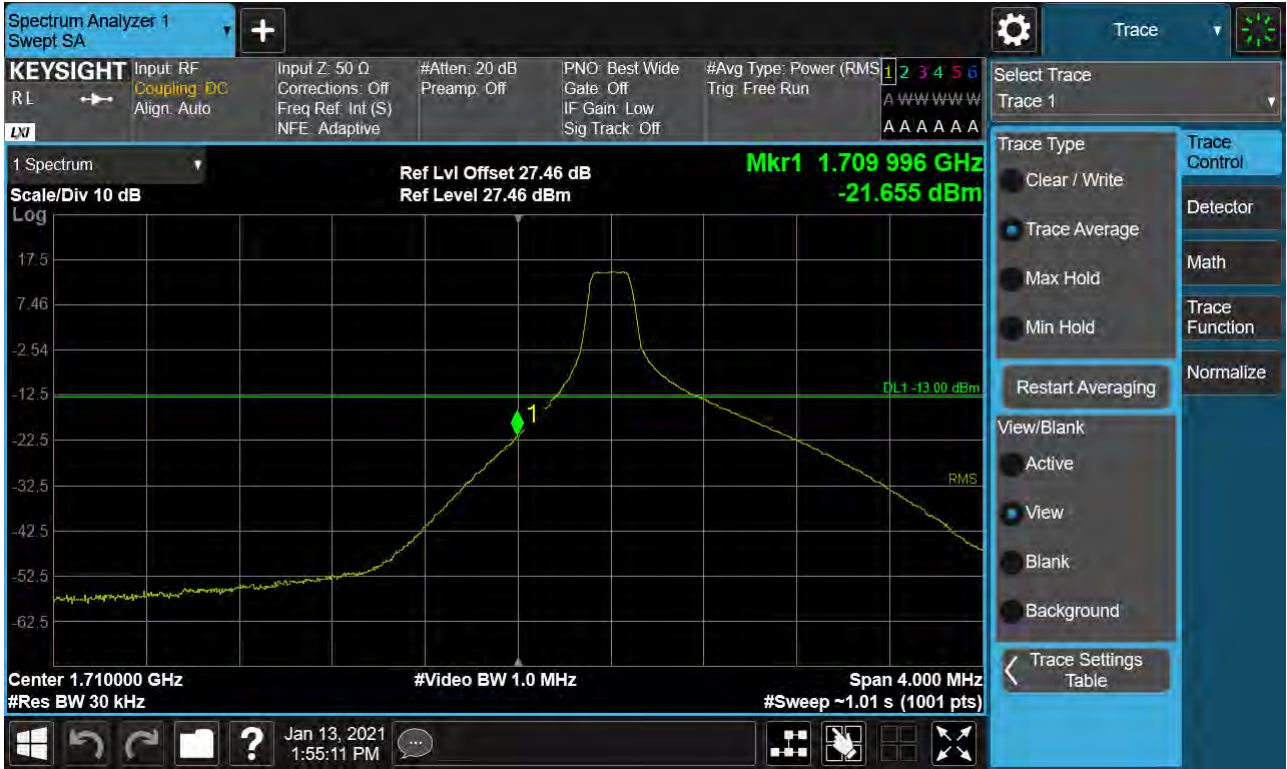 Spectrum Analyzer 1
Swept SA
+
Trace
KEYSIGHT
R L
LXI
Input: RF
Coupling: DC
Align: Auto
Input Z: 50 Ω
Corrections: Off
Freq Ref: Int (S)
NFE: Adaptive
#Atten: 20 dB
Preamp: Off
PNO: Best Wide
Gate: Off
IF Gain: Low
Sig Track: Off
#Avg Type: Power (RMS
Trig: Free Run
1 2 3 4 5 6
A W W W W W
A A A A A A
Select Trace
Trace 1
1 Spectrum
Scale/Div 10 dB
Log
Ref Lvl Offset 27.46 dB
Ref Level 27.46 dBm
Mkr1 1.709 996 GHz
-21.655 dBm
17.5
7.46
-2.54
-12.5
-22.5
-32.5
-42.5
-52.5
-62.5
DL1 -13.00 dBm
1
RMS
Center 1.710000 GHz
#Res BW 30 kHz
#Video BW 1.0 MHz
Span 4.000 MHz
#Sweep ~1.01 s (1001 pts)
Trace Type
Clear / Write
Trace Average
Max Hold
Min Hold
Restart Averaging
View/Blank
Active
View
Blank
Background
Trace Settings
Table
Trace
Control
Detector
Math
Trace
Function
Normalize
?
Jan 13, 2021
1:55:11 PM